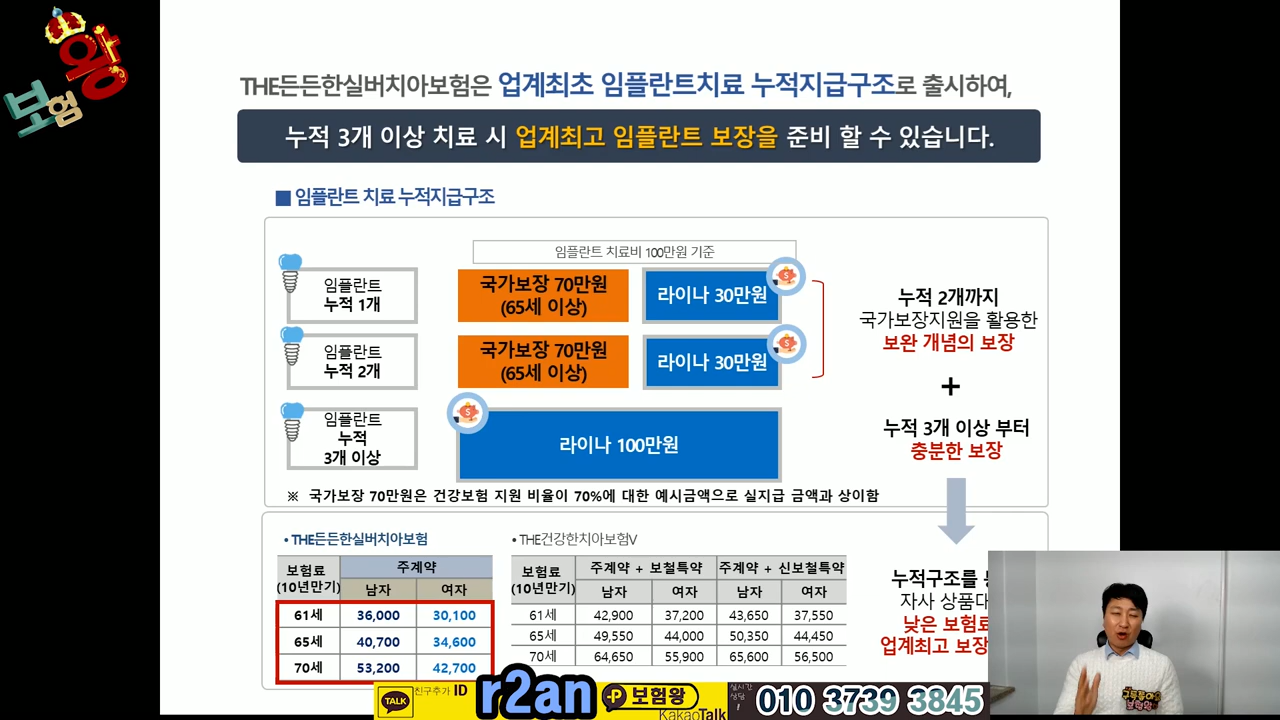 보험왕
THE든든한실버치아보험은 업계최초 임플란트치료 누적지급구조로 출시하여,
누적 3개 이상 치료 시 업계최고 임플란트 보장을 준비 할 수 있습니다.
■ 임플란트 치료 누적지급구조
임플란트 치료비 100만원 기준
임플란트
누적 1개
국가보장 70만원
(65세 이상)
라이나 30만원
임플란트
누적 2개
국가보장 70만원
(65세 이상)
라이나 30만원
임플란트
누적
3개 이상
라이나 100만원
누적 2개까지
국가보장지원을 활용한
보완 개념의 보장
+
누적 3개 이상 부터
충분한 보장
※ 국가보장 70만원은 건강보험 지원 비율이 70%에 대한 예시금액으로 실지급 금액과 상이함
• THE든든한실버치아보험
보험료 주계약
(10년만기) 남자 여자
61세 36,000 30,100
65세 40,700 34,600
70세 53,200 42,700
• THE건강한치아보험V
보험료 주계약 + 보철특약 주계약 + 신보철특약
(10년만기) 남자 여자 남자 여자
61세 42,900 37,200 43,650 37,550
65세 49,550 44,000 50,350 44,450
70세 64,650 55,900 65,600 56,500
누적구조를
자사 상품대
낮은 보험료
업계최고 보장
TALK 친구추가 ID r2an 보험왕 KakaoTalk
실시간
상담
! 010 3739 3845